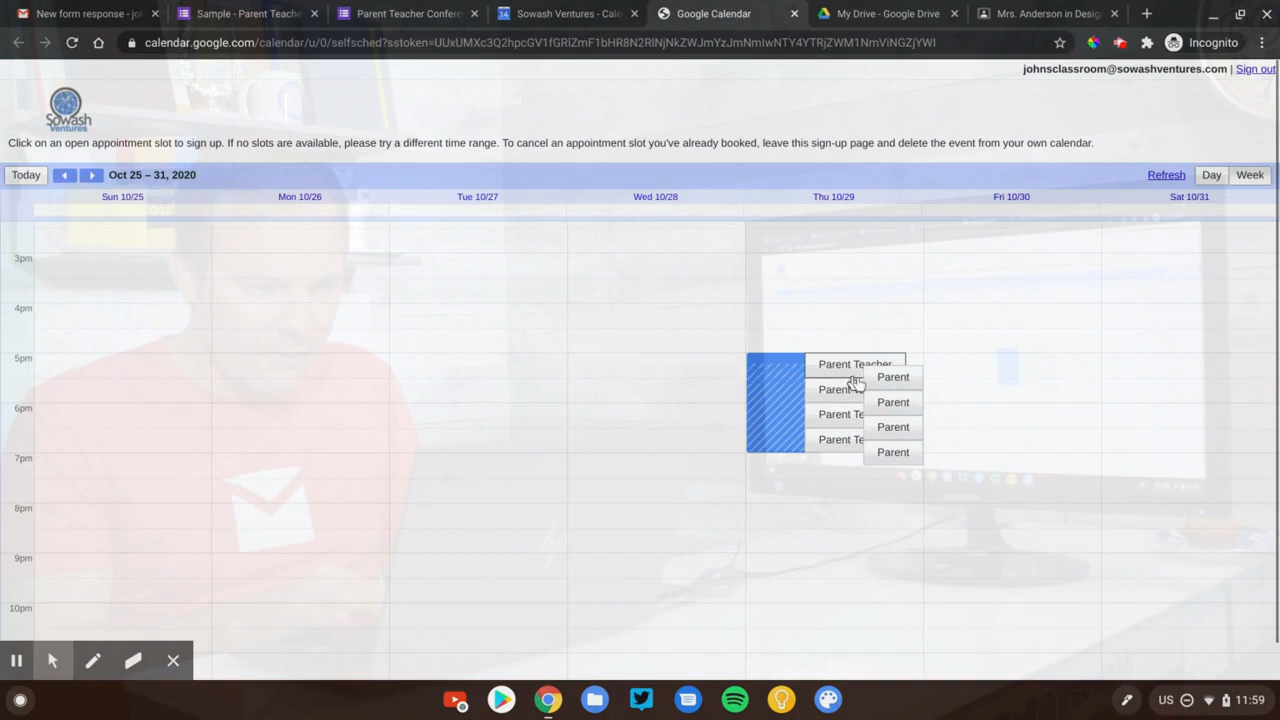 New form response - jol
Sample - Parent Teache
Parent Teacher Confere
Sowash Ventures - Cale
Google Calendar
My Drive - Google Drive
Mrs. Anderson in Desig
calendar.google.com/calendar/u/0/selfsched?sstoken=UUxUMXc3Q2hpcGV1fGRlZmF1bHR8N2RlNjNkZWJmYzJmNmIwNTY4YTRjZWM1NmViNGZjYWI
Incognito
johnsclassroom@sowashventures.com | Sign out
Sowash
Ventures
Click on an open appointment slot to sign up. If no slots are available, please try a different time range. To cancel an appointment slot you've already booked, leave this sign-up page and delete the event from your own calendar.
Today
Oct 25 – 31, 2020
Refresh
Day
Week
Sun 10/25
Mon 10/26
Tue 10/27
Wed 10/28
Thu 10/29
Fri 10/30
Sat 10/31
3pm
4pm
5pm
6pm
7pm
8pm
9pm
10pm
Parent Teacher
Parent
Parent Te
Parent
Parent Te
Parent
Parent Te
Parent
US
11:59